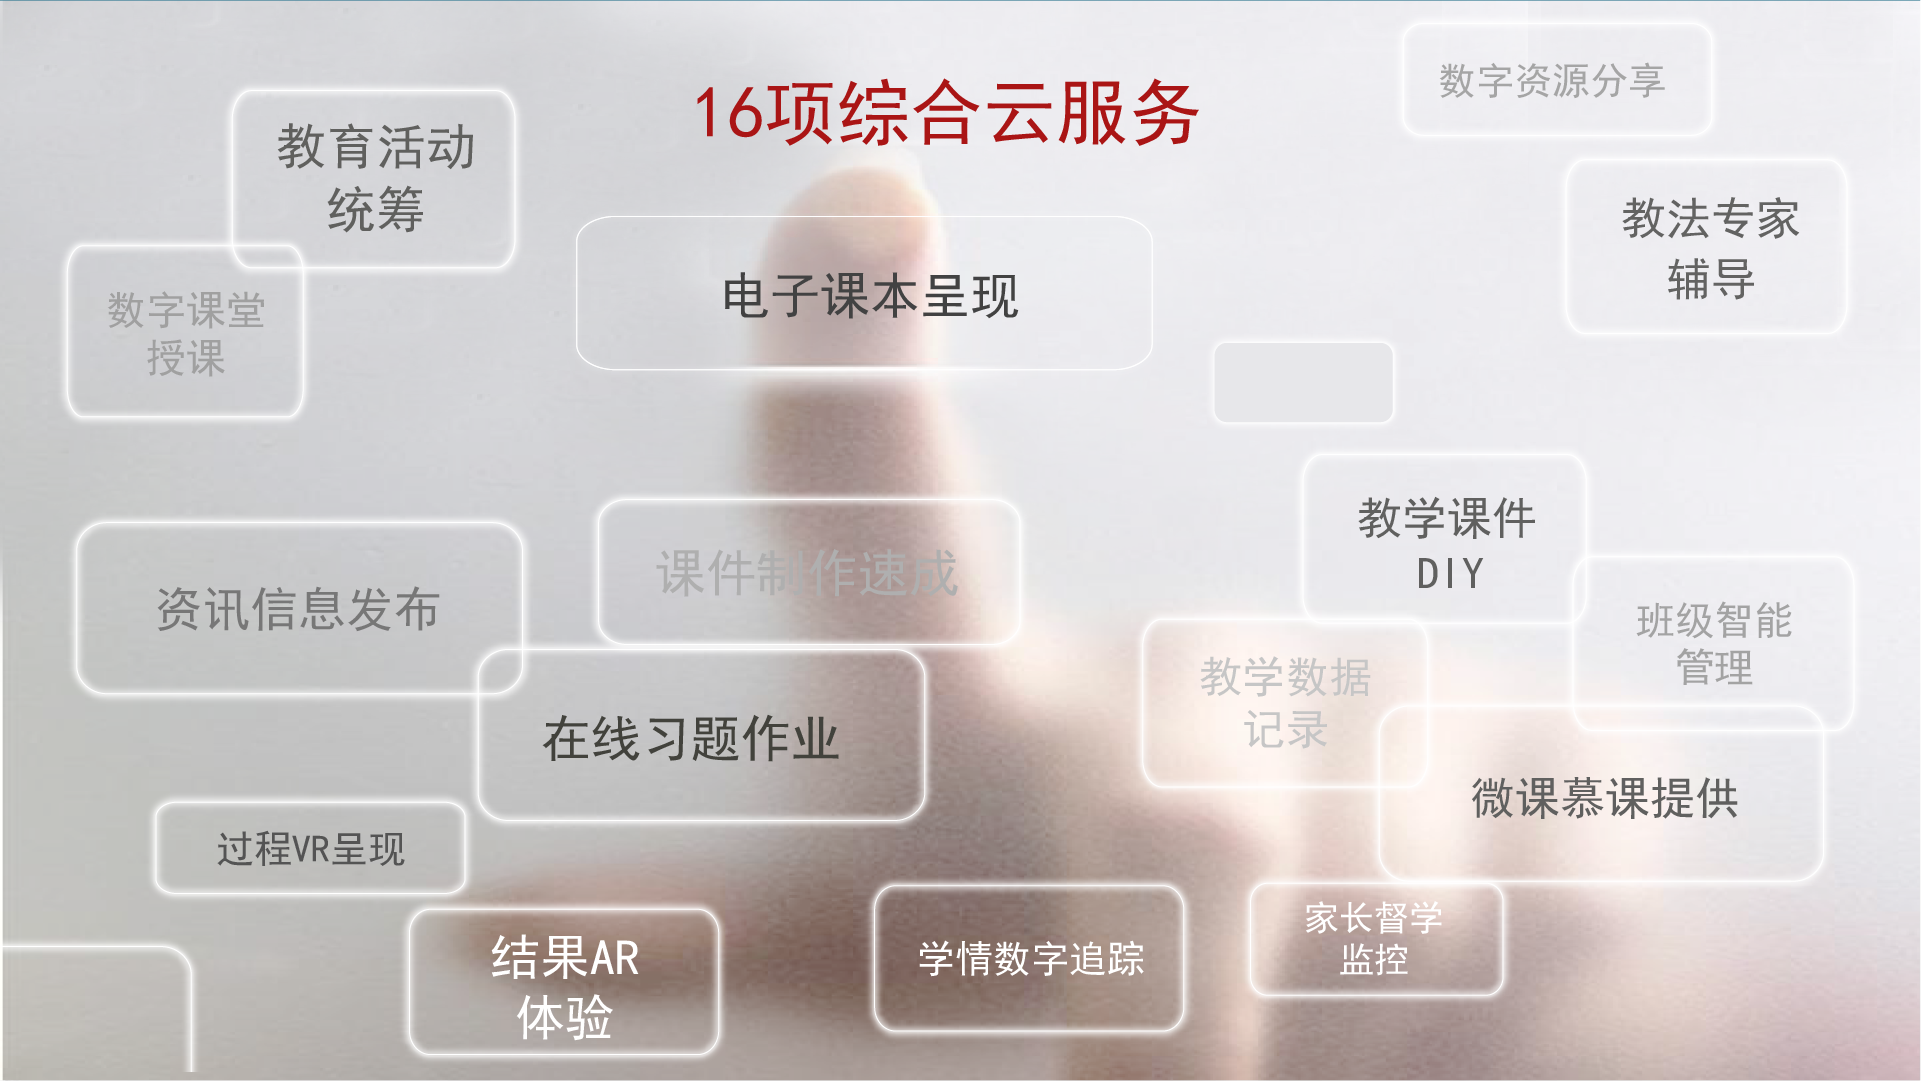 16项综合云服务
数字资源分享
教育活动
统筹
教法专家
辅导
电子课本呈现
数字课堂
授课
教学课件
DIY
课件制作速成
资讯信息发布
班级智能
管理
教学数据
记录
在线习题作业
微课慕课提供
过程VR呈现
家长督学
监控
结果AR
体验
学情数字追踪